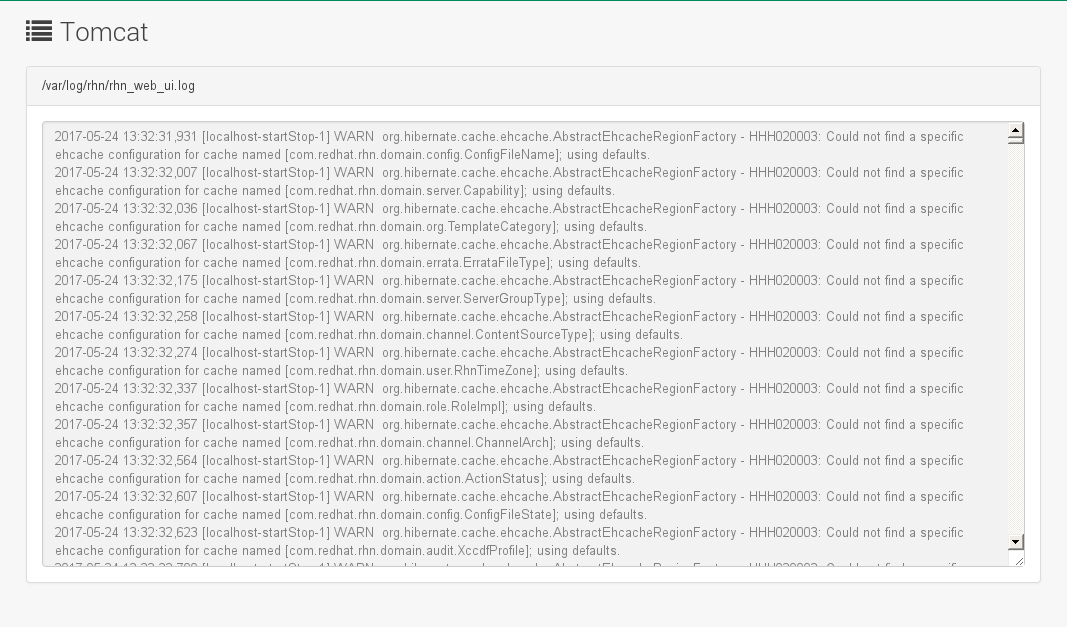 Tomcat
/var/log/rhn/rhn_web_ui.log
2017-05-24 13:32:31,931 [localhost-startStop-1] WARN  org.hibernate.cache.ehcache.AbstractEhcacheRegionFactory - HHH020003: Could not find a specific
ehcache configuration for cache named [com.redhat.rhn.domain.config.ConfigFileName]; using defaults.
2017-05-24 13:32:32,007 [localhost-startStop-1] WARN  org.hibernate.cache.ehcache.AbstractEhcacheRegionFactory - HHH020003: Could not find a specific
ehcache configuration for cache named [com.redhat.rhn.domain.server.Capability]; using defaults.
2017-05-24 13:32:32,036 [localhost-startStop-1] WARN  org.hibernate.cache.ehcache.AbstractEhcacheRegionFactory - HHH020003: Could not find a specific
ehcache configuration for cache named [com.redhat.rhn.domain.org.TemplateCategory]; using defaults.
2017-05-24 13:32:32,067 [localhost-startStop-1] WARN  org.hibernate.cache.ehcache.AbstractEhcacheRegionFactory - HHH020003: Could not find a specific
ehcache configuration for cache named [com.redhat.rhn.domain.errata.ErrataFileType]; using defaults.
2017-05-24 13:32:32,175 [localhost-startStop-1] WARN  org.hibernate.cache.ehcache.AbstractEhcacheRegionFactory - HHH020003: Could not find a specific
ehcache configuration for cache named [com.redhat.rhn.domain.server.ServerGroupType]; using defaults.
2017-05-24 13:32:32,258 [localhost-startStop-1] WARN  org.hibernate.cache.ehcache.AbstractEhcacheRegionFactory - HHH020003: Could not find a specific
ehcache configuration for cache named [com.redhat.rhn.domain.channel.ContentSourceType]; using defaults.
2017-05-24 13:32:32,274 [localhost-startStop-1] WARN  org.hibernate.cache.ehcache.AbstractEhcacheRegionFactory - HHH020003: Could not find a specific
ehcache configuration for cache named [com.redhat.rhn.domain.user.RhnTimeZone]; using defaults.
2017-05-24 13:32:32,337 [localhost-startStop-1] WARN  org.hibernate.cache.ehcache.AbstractEhcacheRegionFactory - HHH020003: Could not find a specific
ehcache configuration for cache named [com.redhat.rhn.domain.role.RoleImpl]; using defaults.
2017-05-24 13:32:32,357 [localhost-startStop-1] WARN  org.hibernate.cache.ehcache.AbstractEhcacheRegionFactory - HHH020003: Could not find a specific
ehcache configuration for cache named [com.redhat.rhn.domain.channel.ChannelArch]; using defaults.
2017-05-24 13:32:32,564 [localhost-startStop-1] WARN  org.hibernate.cache.ehcache.AbstractEhcacheRegionFactory - HHH020003: Could not find a specific
ehcache configuration for cache named [com.redhat.rhn.domain.action.ActionStatus]; using defaults.
2017-05-24 13:32:32,607 [localhost-startStop-1] WARN  org.hibernate.cache.ehcache.AbstractEhcacheRegionFactory - HHH020003: Could not find a specific
ehcache configuration for cache named [com.redhat.rhn.domain.config.ConfigFileState]; using defaults.
2017-05-24 13:32:32,623 [localhost-startStop-1] WARN  org.hibernate.cache.ehcache.AbstractEhcacheRegionFactory - HHH020003: Could not find a specific
ehcache configuration for cache named [com.redhat.rhn.domain.audit.XccdfProfile]; using defaults.